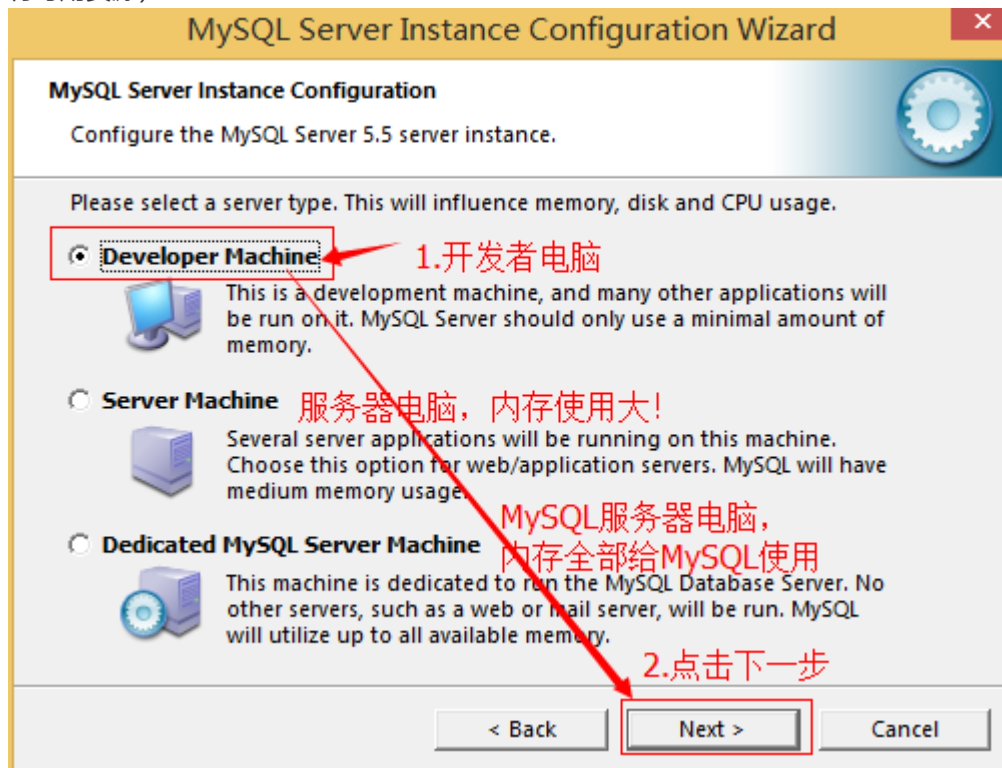 MySQL Server Instance Configuration Wizard
MySQL Server Instance Configuration
Configure the MySQL Server 5.5 server instance.
Please select a server type. This will influence memory, disk and CPU usage.
Developer Machine
1.开发者电脑
This is a development machine, and many other applications will
be run on it. MySQL Server should only use a minimal amount of
memory.
Server Machine
服务器电脑，内存使用大!
Several server applications will be running on this machine.
Choose this option for web/application servers. MySQL will have
medium memory usage.
MySQL服务器电脑，
内存全部给MySQL使用
Dedicated MySQL Server Machine
This machine is dedicated to run the MySQL Database Server. No
other servers, such as a web or mail server, will be run. MySQL
will utilize up to all available memory.
2.点击下一步
< Back
Next >
Cancel